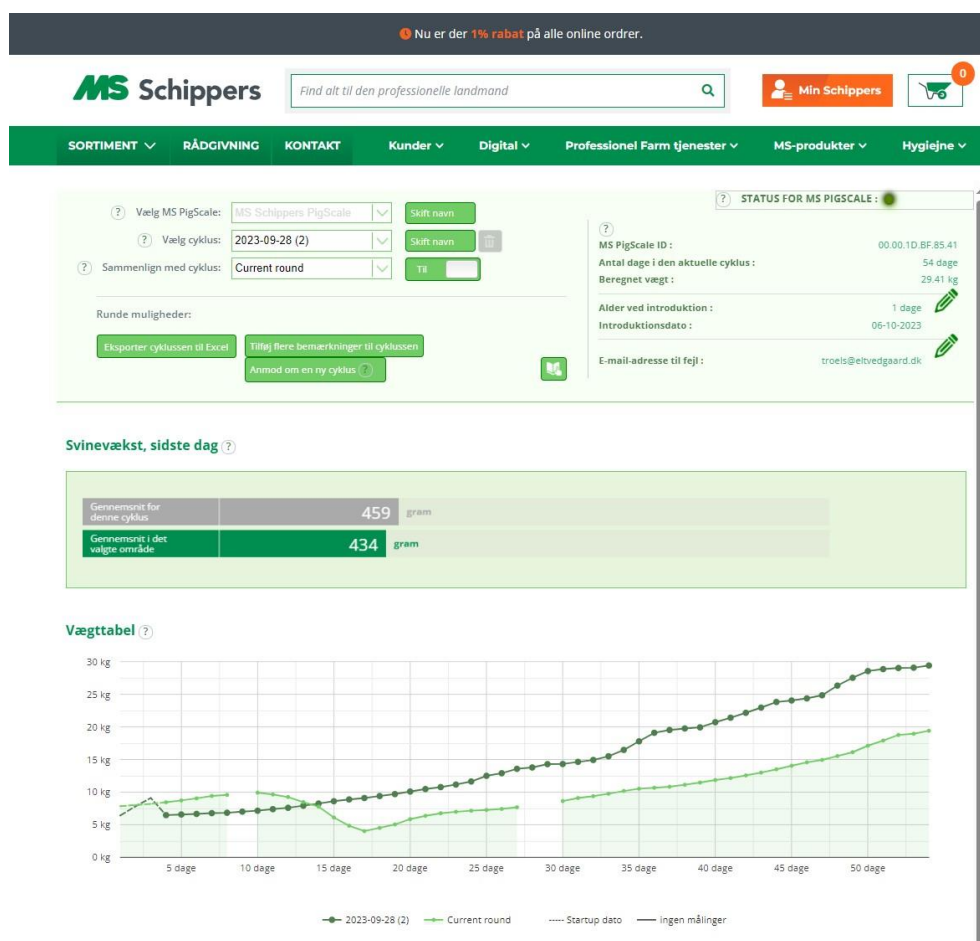 Nu er der 1% rabat på alle online ordrer.
MS Schippers
Find alt til den professionelle landmand
Min Schippers
0
SORTIMENT RÅDGIVNING KONTAKT Kunder Digital Professionel Farm tjenester MS-produkter Hygiejne
? STATUS FOR MS PIGSCALE :
? Vælg MS PigScale: MS Schippers PigScale Skift navn
? Vælg cyklus: 2023-09-28 (2) Skift navn
? Sammenlign med cyklus: Current round Til
Runde muligheder:
Eksporter cyklussen til Excel Tilføj flere bemærkninger til cyklussen
Anmod om en ny cyklus ?
?
MS PigScale ID : 00.00.1D.BF.85.41
Antal dage i den aktuelle cyklus : 54 dage
Beregnet vægt : 29.41 kg
Alder ved introduktion : 1 dage
Introduktionsdato : 06-10-2023
E-mail-adresse til fejl : troels@eltvedgaard.dk
Svinevækst, sidste dag ?
Gennemsnit for
denne cyklus
459 gram
Gennemsnit i det
valgte område
434 gram
Vægttabel ?
30 kg
25 kg
20 kg
15 kg
10 kg
5 kg
0 kg
5 dage 10 dage 15 dage 20 dage 25 dage 30 dage 35 dage 40 dage 45 dage 50 dage
2023-09-28 (2) Current round Startup dato ingen målinger